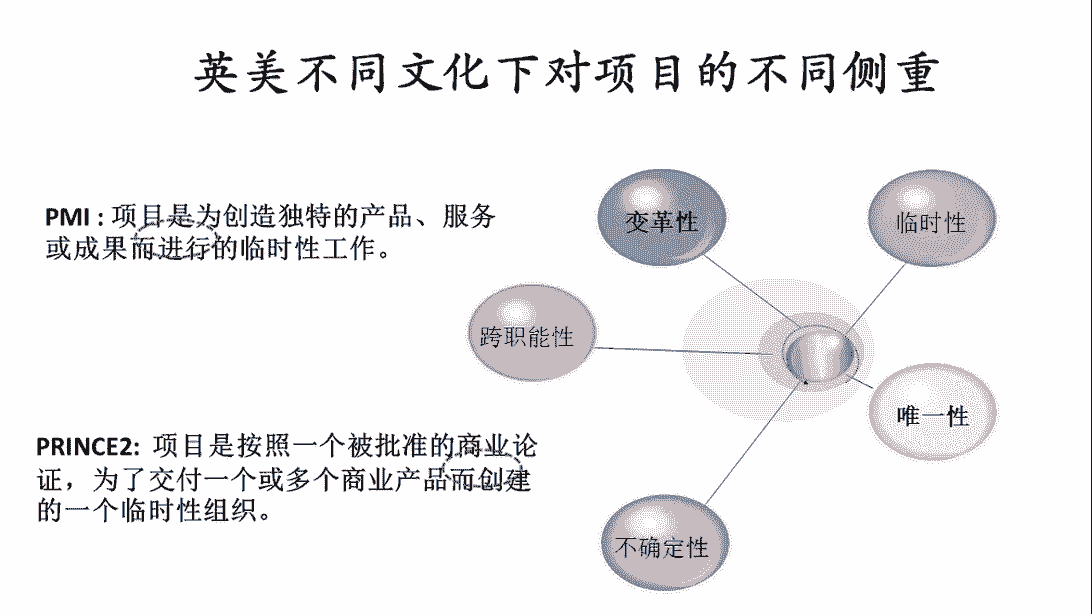 英美不同文化下对项目的不同侧重
PMI : 项目是为创造独特的产品、服务
或成果而进行的临时性工作。
变革性
临时性
跨职能性
唯一性
PRINCE2: 项目是按照一个被批准的商业论
证，为了交付一个或多个商业产品而创建
的一个临时性组织。
不确定性